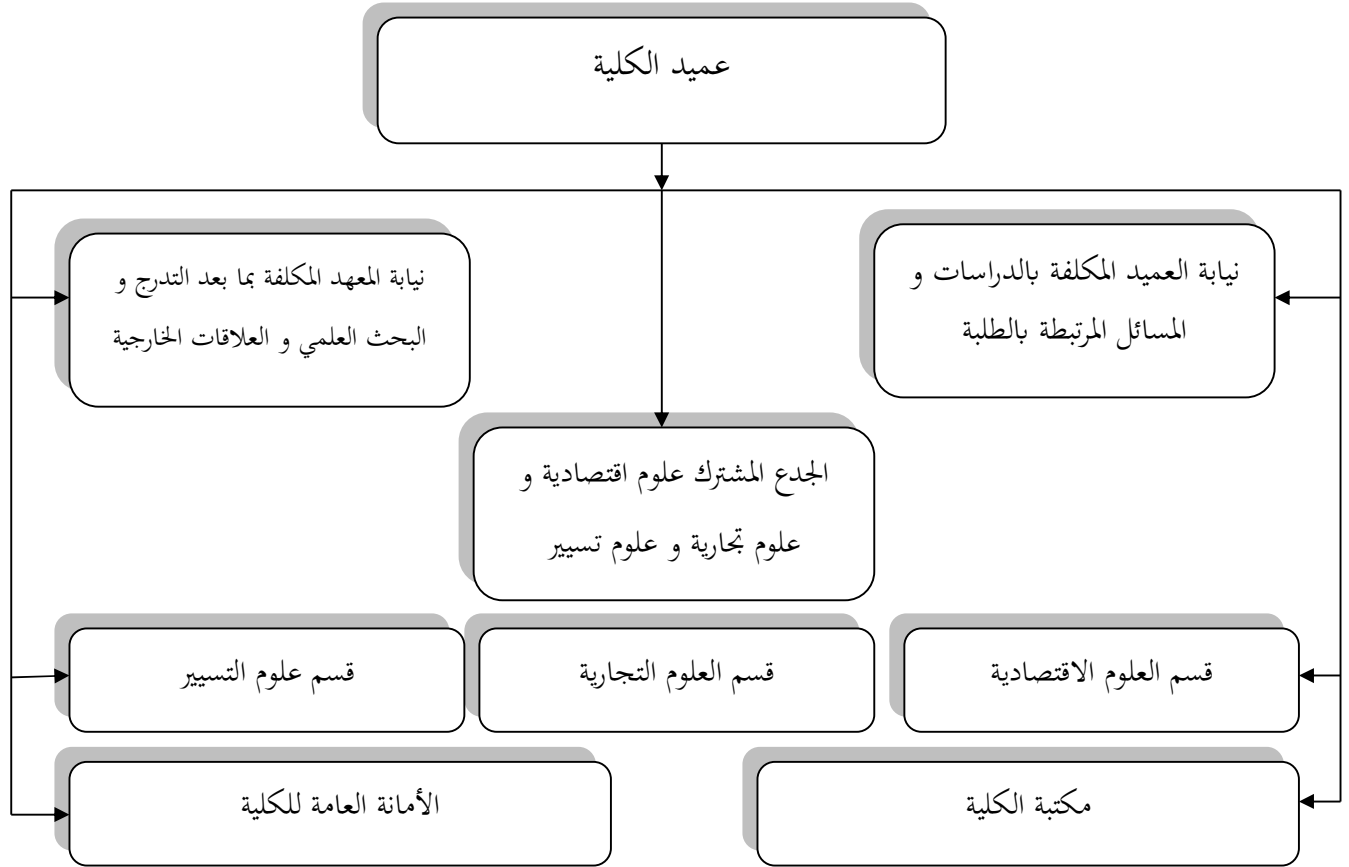 عميد الكلية
نيابة العميد المكلفة بالدراسات و
المسائل المرتبطة بالطلبة
نيابة المعهد المكلفة بما بعد التدرج و
البحث العلمي و العلاقات الخارجية
الجدع المشترك علوم اقتصادية و
علوم تجارية و علوم تسيير
قسم العلوم الاقتصادية
قسم العلوم التجارية
قسم علوم التسيير
مكتبة الكلية
الأمانة العامة للكلية